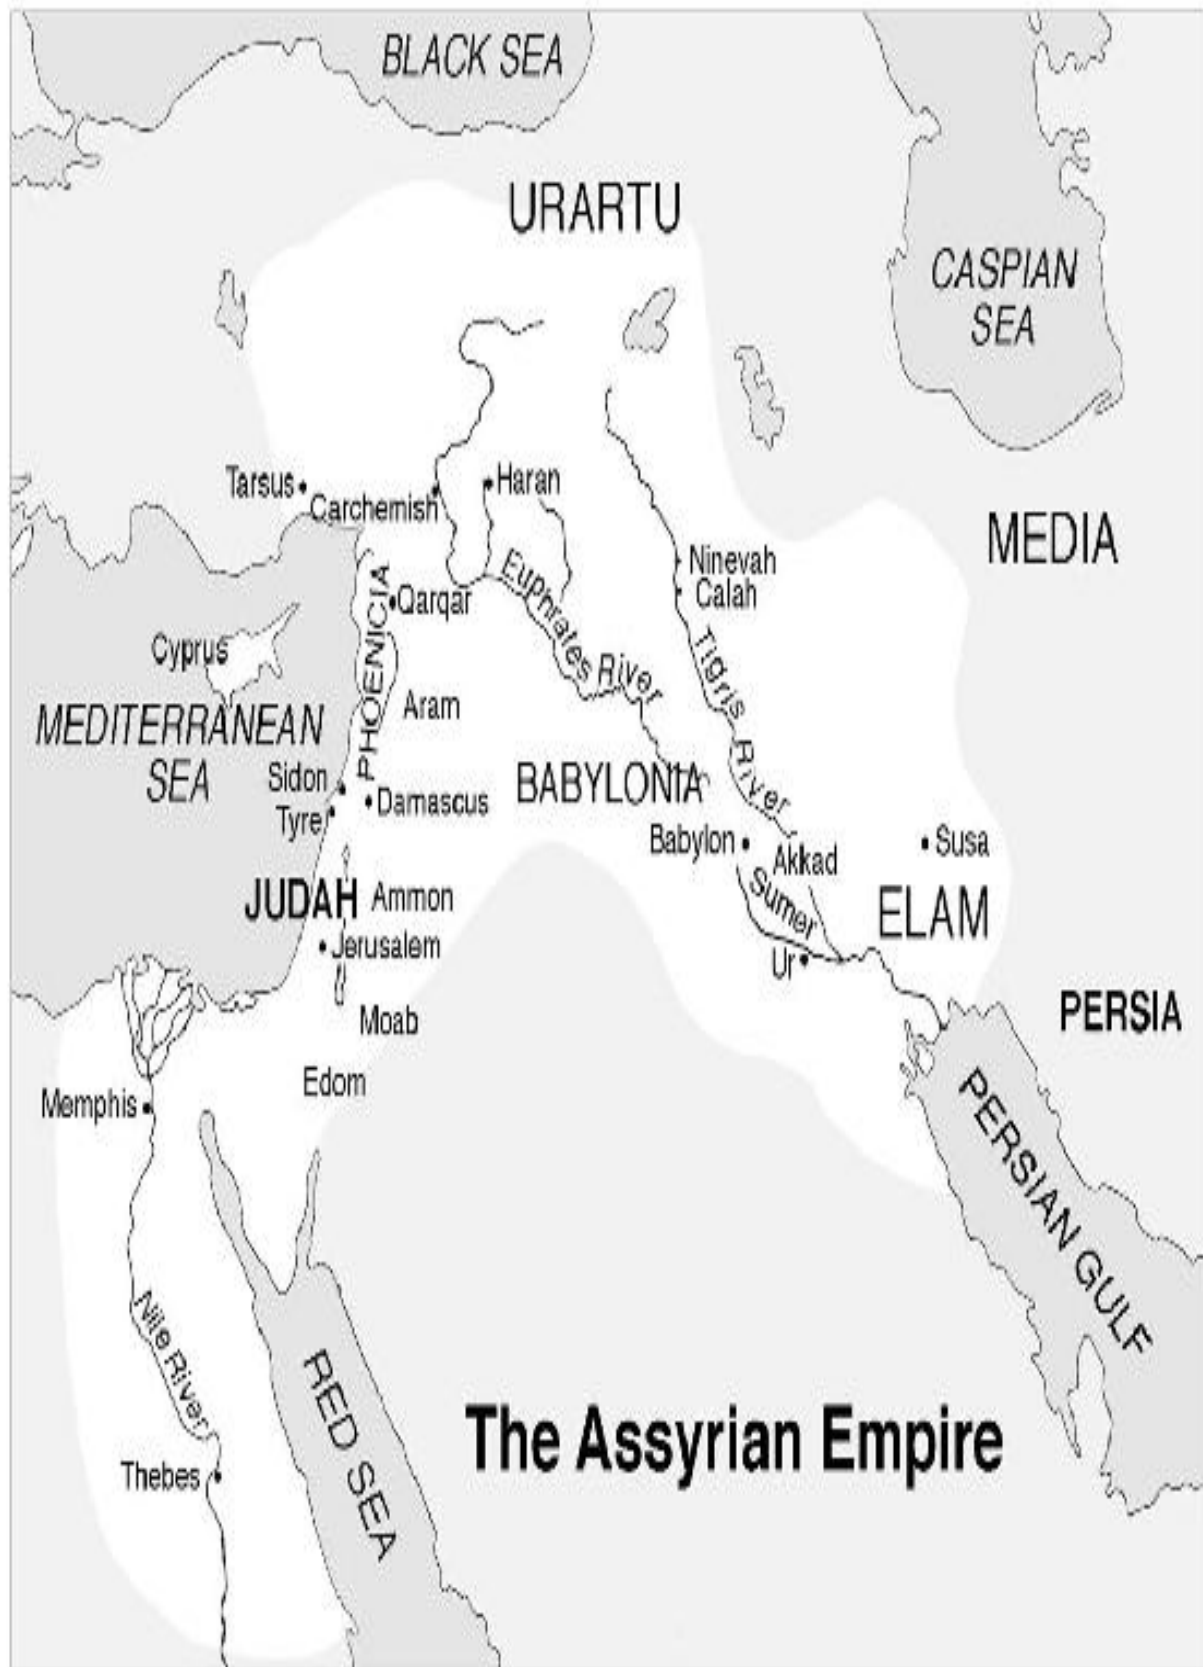 BLACK SEA
URARTU
CASPIAN
SEA
Tarsus
Carchemish
Haran
MEDIA
Ninevah
Calah
Euphrates River
Tigris River
PHOENICIA
Qarqar
Cyprus
Aram
MEDITERRANEAN
SEA
Sidon
Tyre
Damascus
BABYLONIA
Babylon
Akkad
Sumer
Susa
ELAM
JUDAH
Ammon
Jerusalem
Ur
Moab
PERSIA
Edom
Memphis
PERSIAN GULF
Nile River
RED SEA
Thebes
The Assyrian Empire